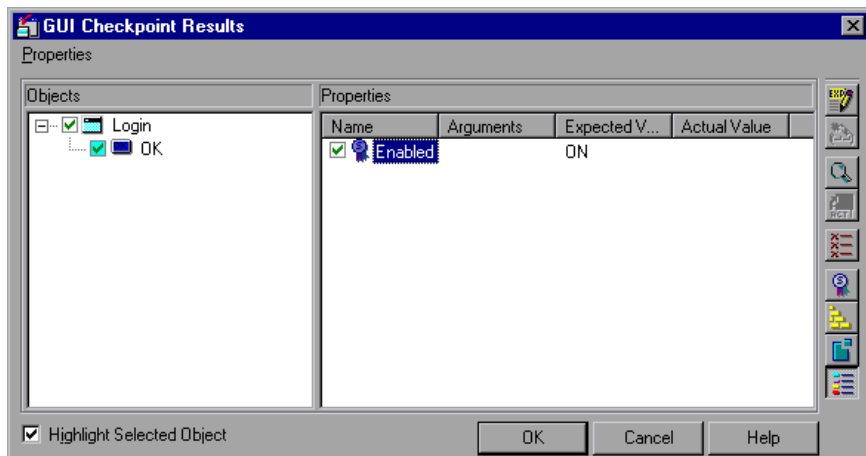 GUI Checkpoint Results
Properties
Objects
Properties
Login
OK
Name Arguments Expected V... Actual Value
Enabled ON
Highlight Selected Object
OK Cancel Help